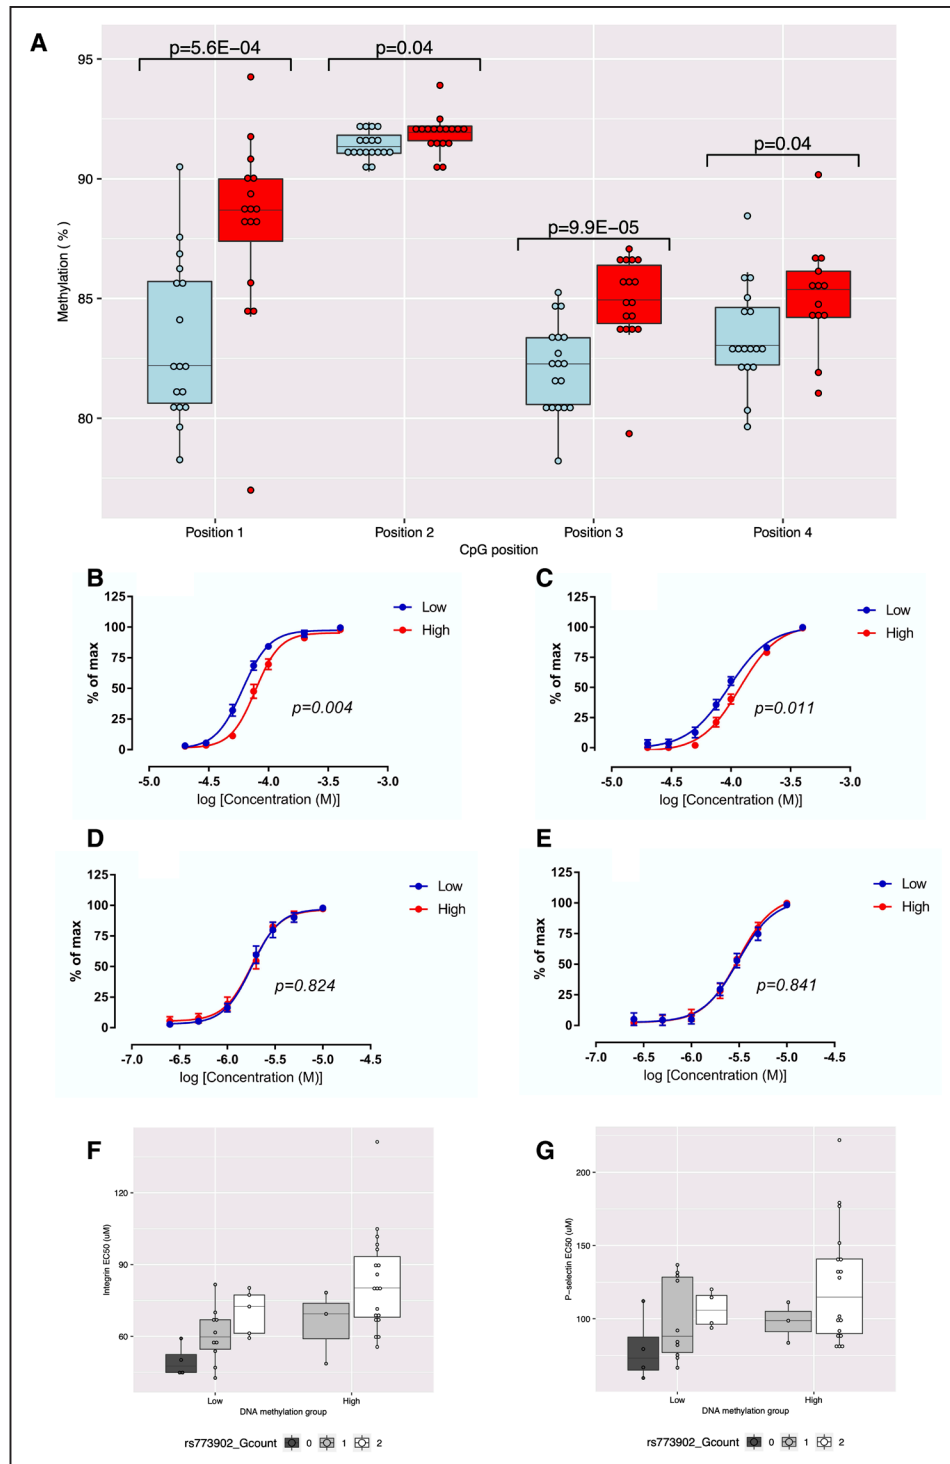 A
95
90
85
80
Methylation ( % )
p=5.6E−04
p=0.04
p=9.9E−05
p=0.04
Position 1
Position 2
Position 3
Position 4
CpG position
B
125
100
75
50
25
0
% of max
Low
High
p=0.004
-5.0
-4.5
-4.0
-3.5
-3.0
log [Concentration (M)]
C
125
100
75
50
25
0
% of max
Low
High
p=0.011
-5.0
-4.5
-4.0
-3.5
-3.0
log [Concentration (M)]
D
125
100
75
50
25
0
% of max
Low
High
p=0.824
-7.0
-6.5
-6.0
-5.5
-5.0
-4.5
log [Concentration (M)]
E
125
100
75
50
25
0
% of max
Low
High
p=0.841
-7.0
-6.5
-6.0
-5.5
-5.0
-4.5
log [Concentration (M)]
F
120
90
60
Integrin EC50 (uM)
Low
High
DNA methylation group
rs773902_Gcount 0 1 2
G
200
150
100
P−selectin EC50 (uM)
Low
High
DNA methylation group
rs773902_Gcount 0 1 2